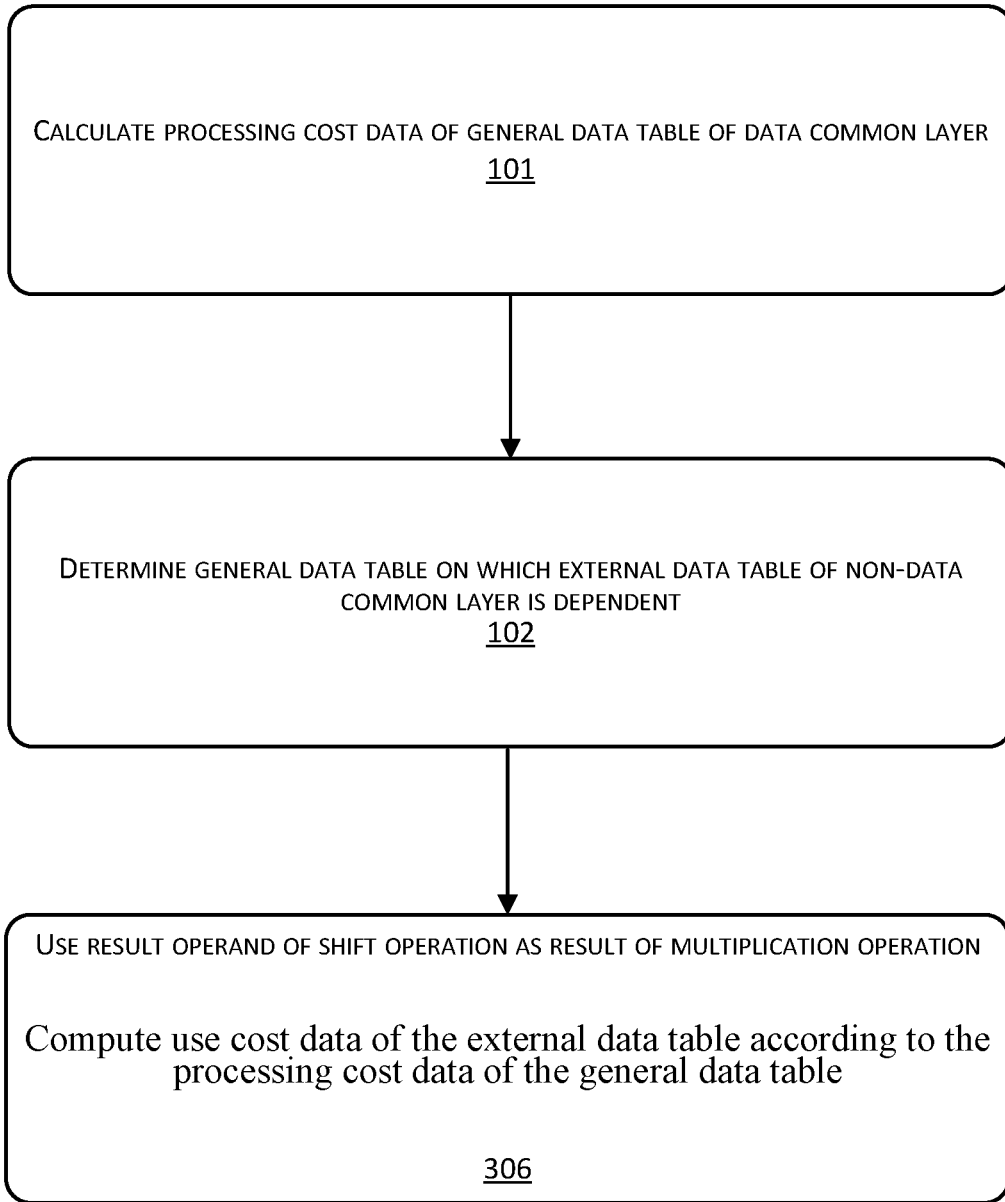 CALCULATE PROCESSING COST DATA OF GENERAL DATA TABLE OF DATA COMMON LAYER
101
DETERMINE GENERAL DATA TABLE ON WHICH EXTERNAL DATA TABLE OF NON-DATA
COMMON LAYER IS DEPENDENT
102
USE RESULT OPERAND OF SHIFT OPERATION AS RESULT OF MULTIPLICATION OPERATION
Compute use cost data of the external data table according to the
processing cost data of the general data table
306